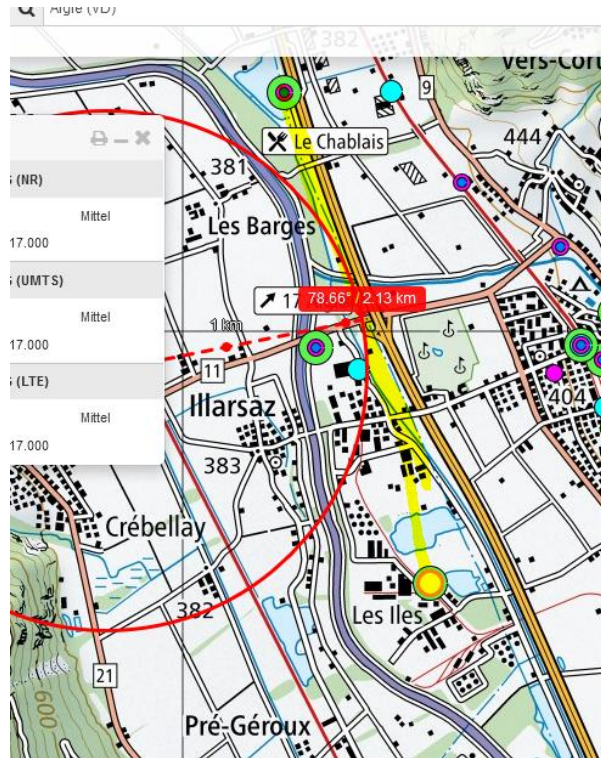 Aigle (VD)
382
Vers-Cort
9
Le Chablais
444
381
(NR)
Mittel
17.000
Les Barges
(UMTS)
17
78.66° / 2.13 km
1 km
Mittel
17.000
11
(LTE)
404
Illarsaz
Mittel
383
17.000
Crébellay
382
Les Iles
21
600
Pré-Géroux